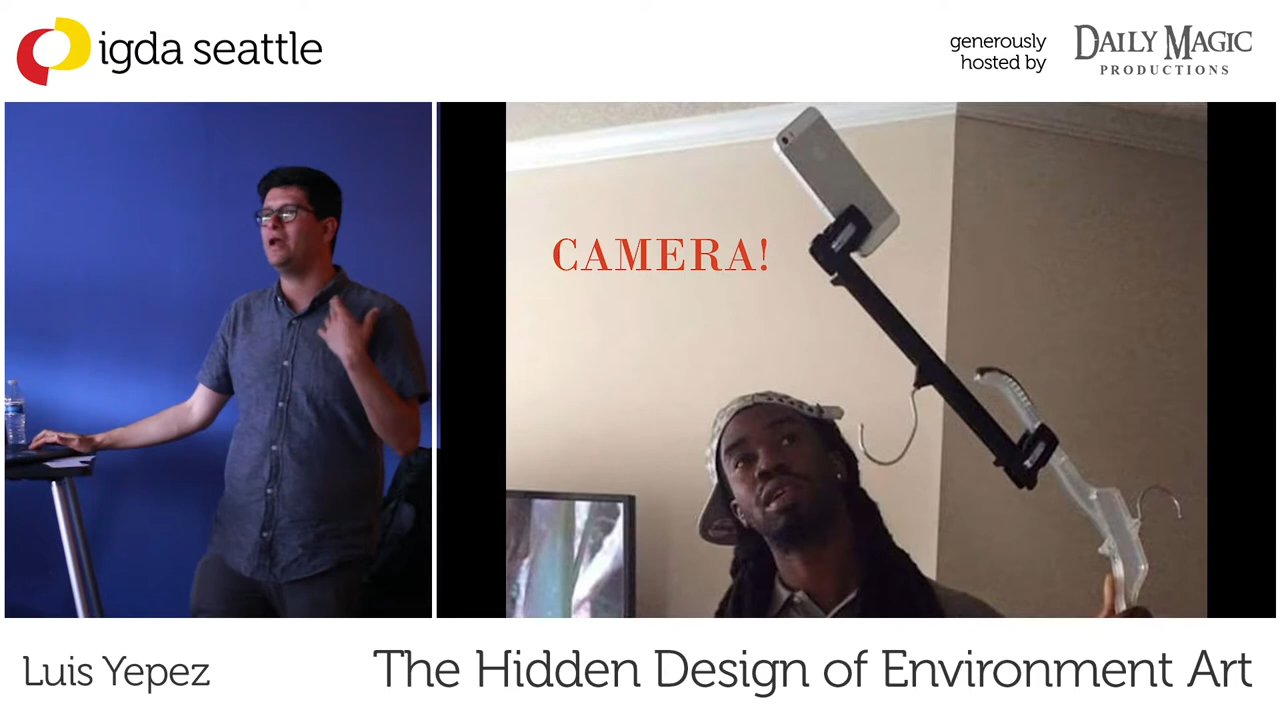 igda seattle
generously
hosted by
DAILY MAGIC
PRODUCTIONS
CAMERA!
Luis Yepez
The Hidden Design of Environment Art